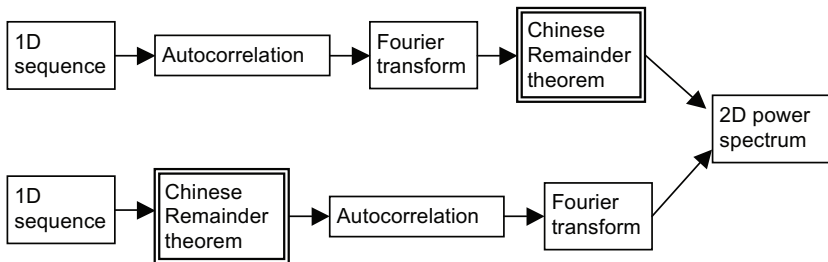 1D
sequence
Autocorrelation
Fourier
transform
Chinese
Remainder
theorem
2D power
spectrum
1D
sequence
Chinese
Remainder
theorem
Autocorrelation
Fourier
transform